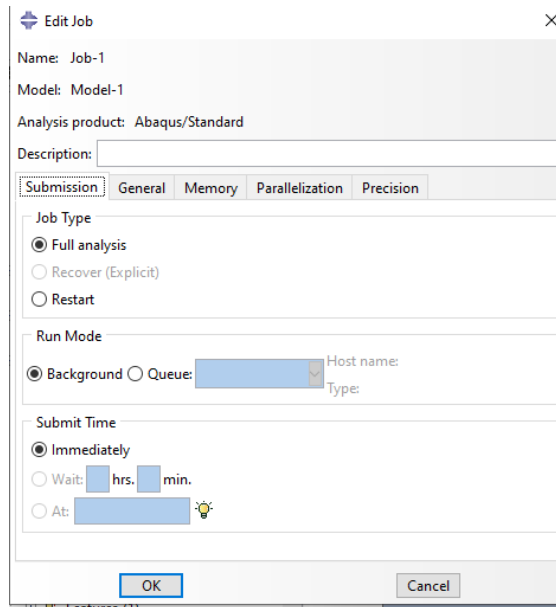 Edit Job
Name: Job-1
Model: Model-1
Analysis product: Abaqus/Standard
Description:
Submission General Memory Parallelization Precision
Job Type
Full analysis
Recover (Explicit)
Restart
Run Mode
Background Queue: Host name:
Type:
Submit Time
Immediately
Wait: hrs. min.
At:
OK Cancel